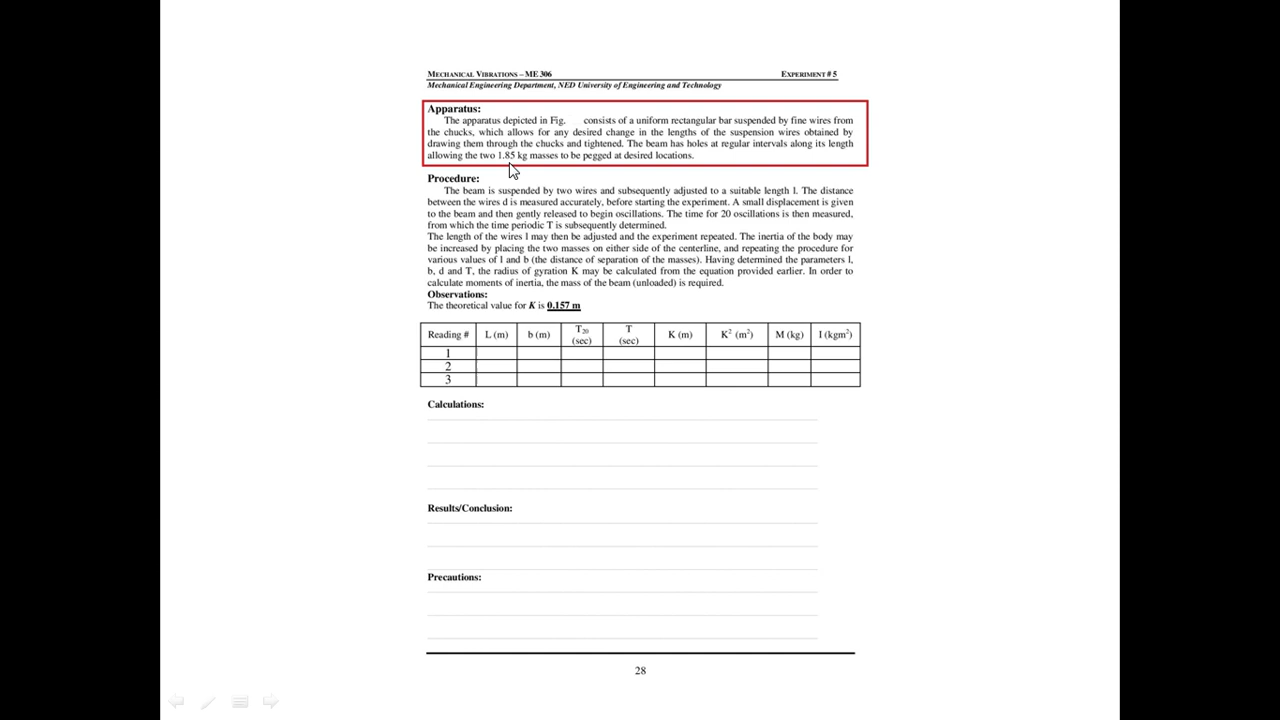 MECHANICAL VIBRATIONS – ME 306 EXPERIMENT # 5
Mechanical Engineering Department, NED University of Engineering and Technology
Apparatus:
The apparatus depicted in Fig. consists of a uniform rectangular bar suspended by fine wires from
the chucks, which allows for any desired change in the lengths of the suspension wires obtained by
drawing them through the chucks and tightened. The beam has holes at regular intervals along its length
allowing the two 1.85 kg masses to be pegged at desired locations.
Procedure:
The beam is suspended by two wires and subsequently adjusted to a suitable length l. The distance
between the wires d is measured accurately, before starting the experiment. A small displacement is given
to the beam and then gently released to begin oscillations. The time for 20 oscillations is then measured,
from which the time periodic T is subsequently determined.
The length of the wires l may then be adjusted and the experiment repeated. The inertia of the body may
be increased by placing the two masses on either side of the centerline, and repeating the procedure for
various values of l and b (the distance of separation of the masses). Having determined the parameters l,
b, d and T, the radius of gyration K may be calculated from the equation provided earlier. In order to
calculate moments of inertia, the mass of the beam (unloaded) is required.
Observations:
The theoretical value for K is 0.157 m
Reading # L (m) b (m) T₂₀ (sec) T (sec) K (m) K² (m²) M (kg) I (kgm²)
1
2
3
Calculations:
Results/Conclusion:
Precautions:
28